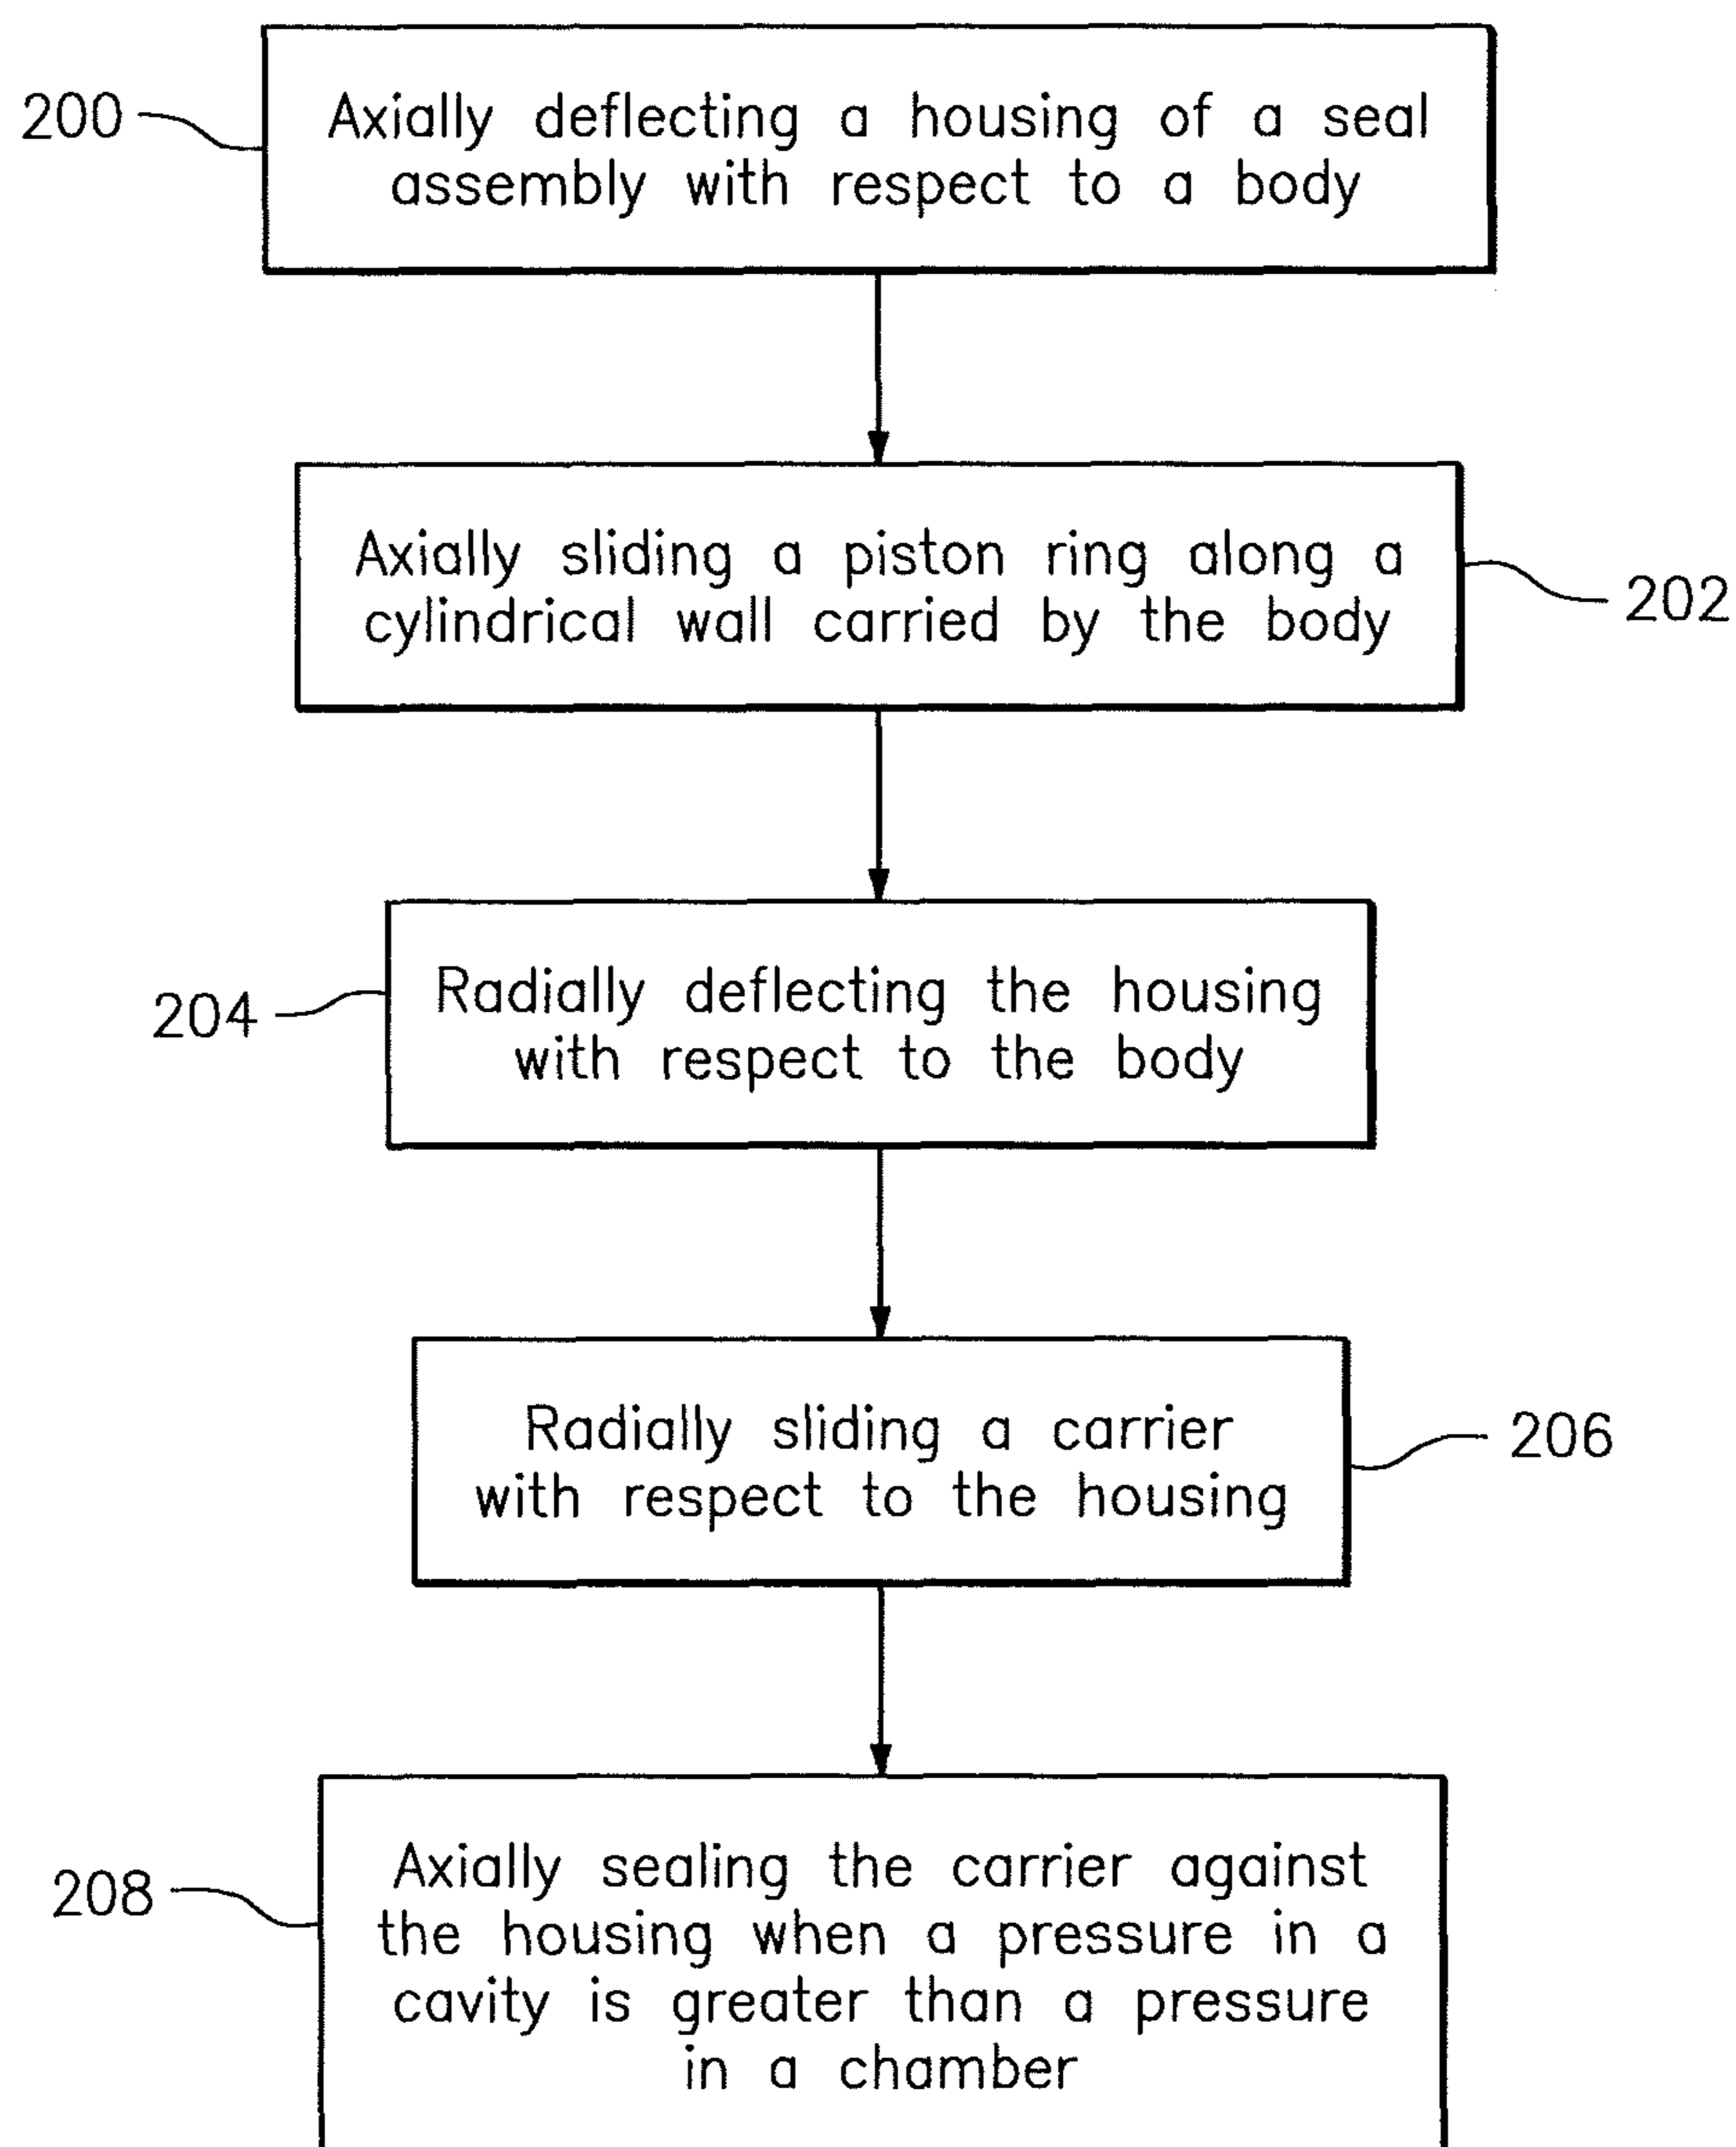 200
Axially deflecting a housing of a seal
assembly with respect to a body
Axially sliding a piston ring along a
cylindrical wall carried by the body
202
204
Radially deflecting the housing
with respect to the body
Radially sliding a carrier
with respect to the housing
206
208
Axially sealing the carrier against
the housing when a pressure in a
cavity is greater than a pressure
in a chamber